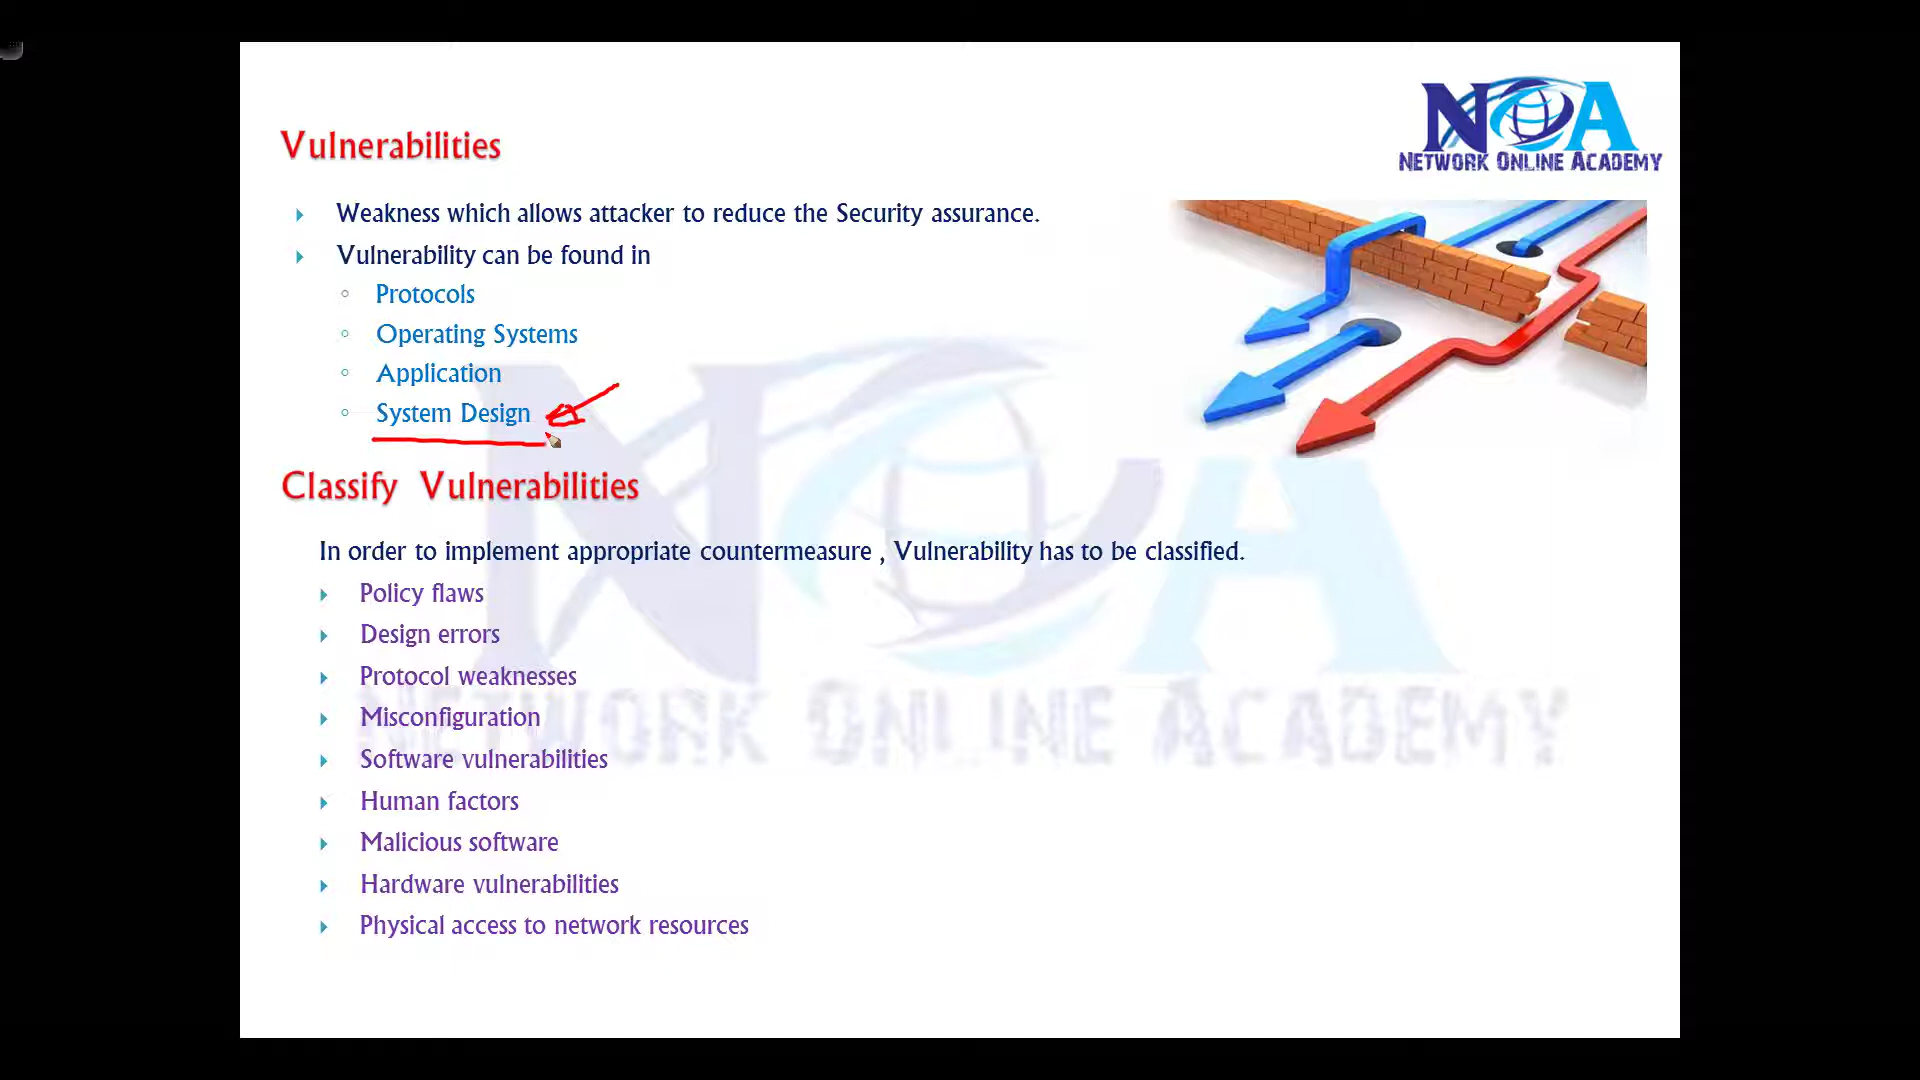 NOA
NETWORK ONLINE ACADEMY
Vulnerabilities
Weakness which allows attacker to reduce the Security assurance.
Vulnerability can be found in
Protocols
Operating Systems
Application
System Design
Classify Vulnerabilities
In order to implement appropriate countermeasure , Vulnerability has to be classified.
Policy flaws
Design errors
Protocol weaknesses
Misconfiguration
Software vulnerabilities
Human factors
Malicious software
Hardware vulnerabilities
Physical access to network resources
NOA
NETWORK ONLINE ACADEMY